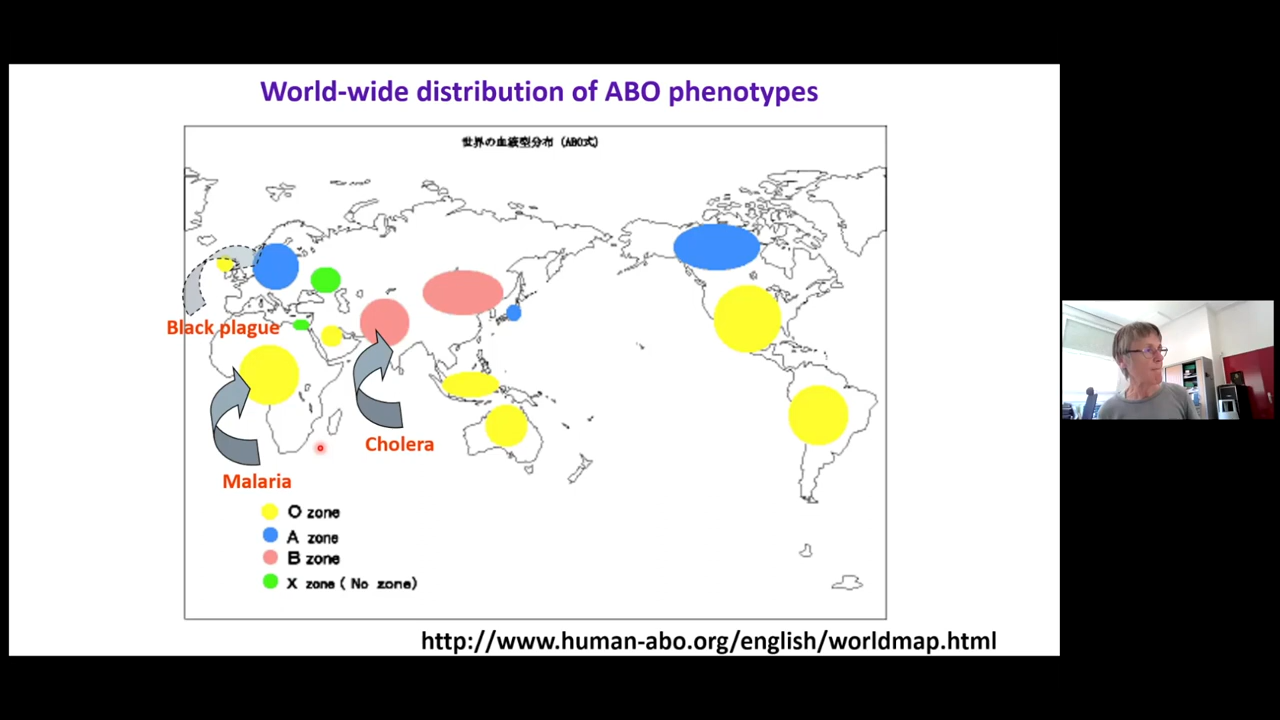 World-wide distribution of ABO phenotypes
世界の血液型分布 (ABO式)
Black plague
Cholera
Malaria
O zone
A zone
B zone
X zone ( No zone)
http://www.human-abo.org/english/worldmap.html